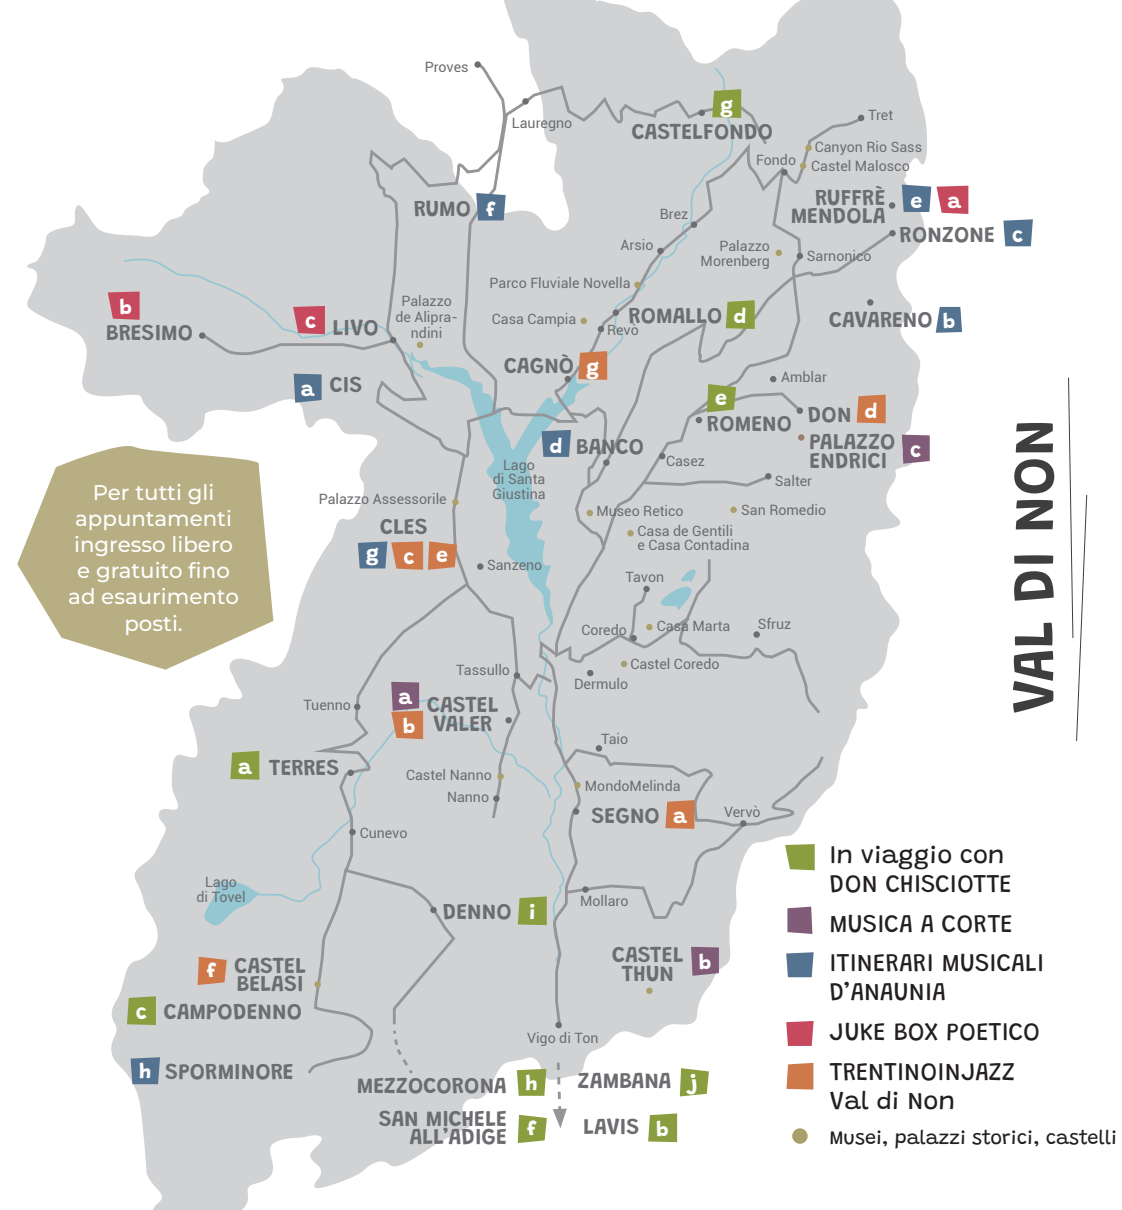 Proves
Lauregno
g
CASTELFONDO
Tret
Canyon Rio Sass
Fondo
Castel Malosco
RUMO f
RUFFRÈ
MENDOLA e a
Brez
RONZONE c
Arsio
Palazzo
Morenberg
Sarnonico
Parco Fluviale Novella
b
BRESIMO
c LIVO
Palazzo
de Alipra-
ndini
Casa Campia
ROMALLO d
Revò
CAVARENO b
CAGNÒ g
a CIS
Amblar
e
ROMENO
DON d
PALAZZO
ENDRICI c
d BANCO
Casez
Lago
di Santa
Giustina
Salter
Per tutti gli
appuntamenti
ingresso libero
e gratuito fino
ad esaurimento
posti.
Palazzo Assessorile
CLES
g c e
Museo Retico
San Romedio
Casa de Gentili
e Casa Contadina
Sanzeno
Tavon
Coredo
Casa Marta
Sfruz
Castel Coredo
Dermulo
Tassullo
Tuenno
a
b
CASTEL
VALER
Taio
a TERRES
Castel Nanno
MondoMelinda
Nanno
SEGNO a
Vervò
Cunevo
Lago
di Tovel
DENNO i
Mollaro
CASTEL
THUN b
f CASTEL
BELASI
c CAMPODENNO
Vigo di Ton
h SPORMINORE
MEZZOCORONA h
ZAMBANA j
SAN MICHELE
ALL'ADIGE f
LAVIS b
VAL DI NON
In viaggio con
DON CHISCIOTTE
MUSICA A CORTE
ITINERARI MUSICALI
D'ANAUNIA
JUKE BOX POETICO
TRENTINOINJAZZ
Val di Non
Musei, palazzi storici, castelli